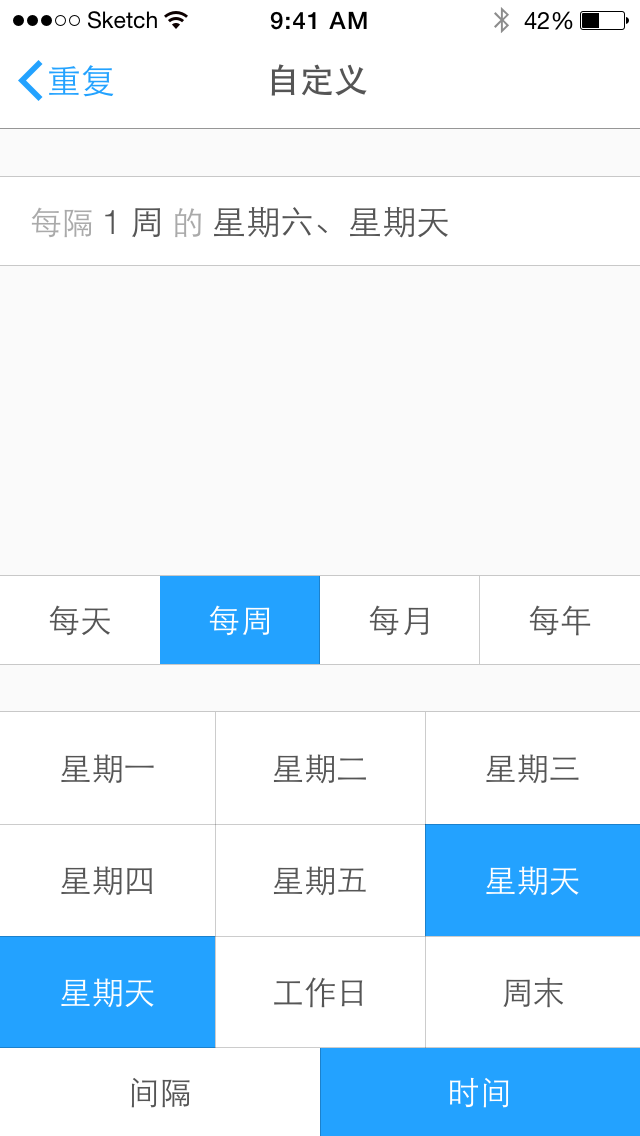 Sketch 9:41 AM 42%
重复 自定义
每隔 1 周 的 星期六、星期天
每天 每周 每月 每年
星期一 星期二 星期三
星期四 星期五 星期天
星期天 工作日 周末
间隔 时间